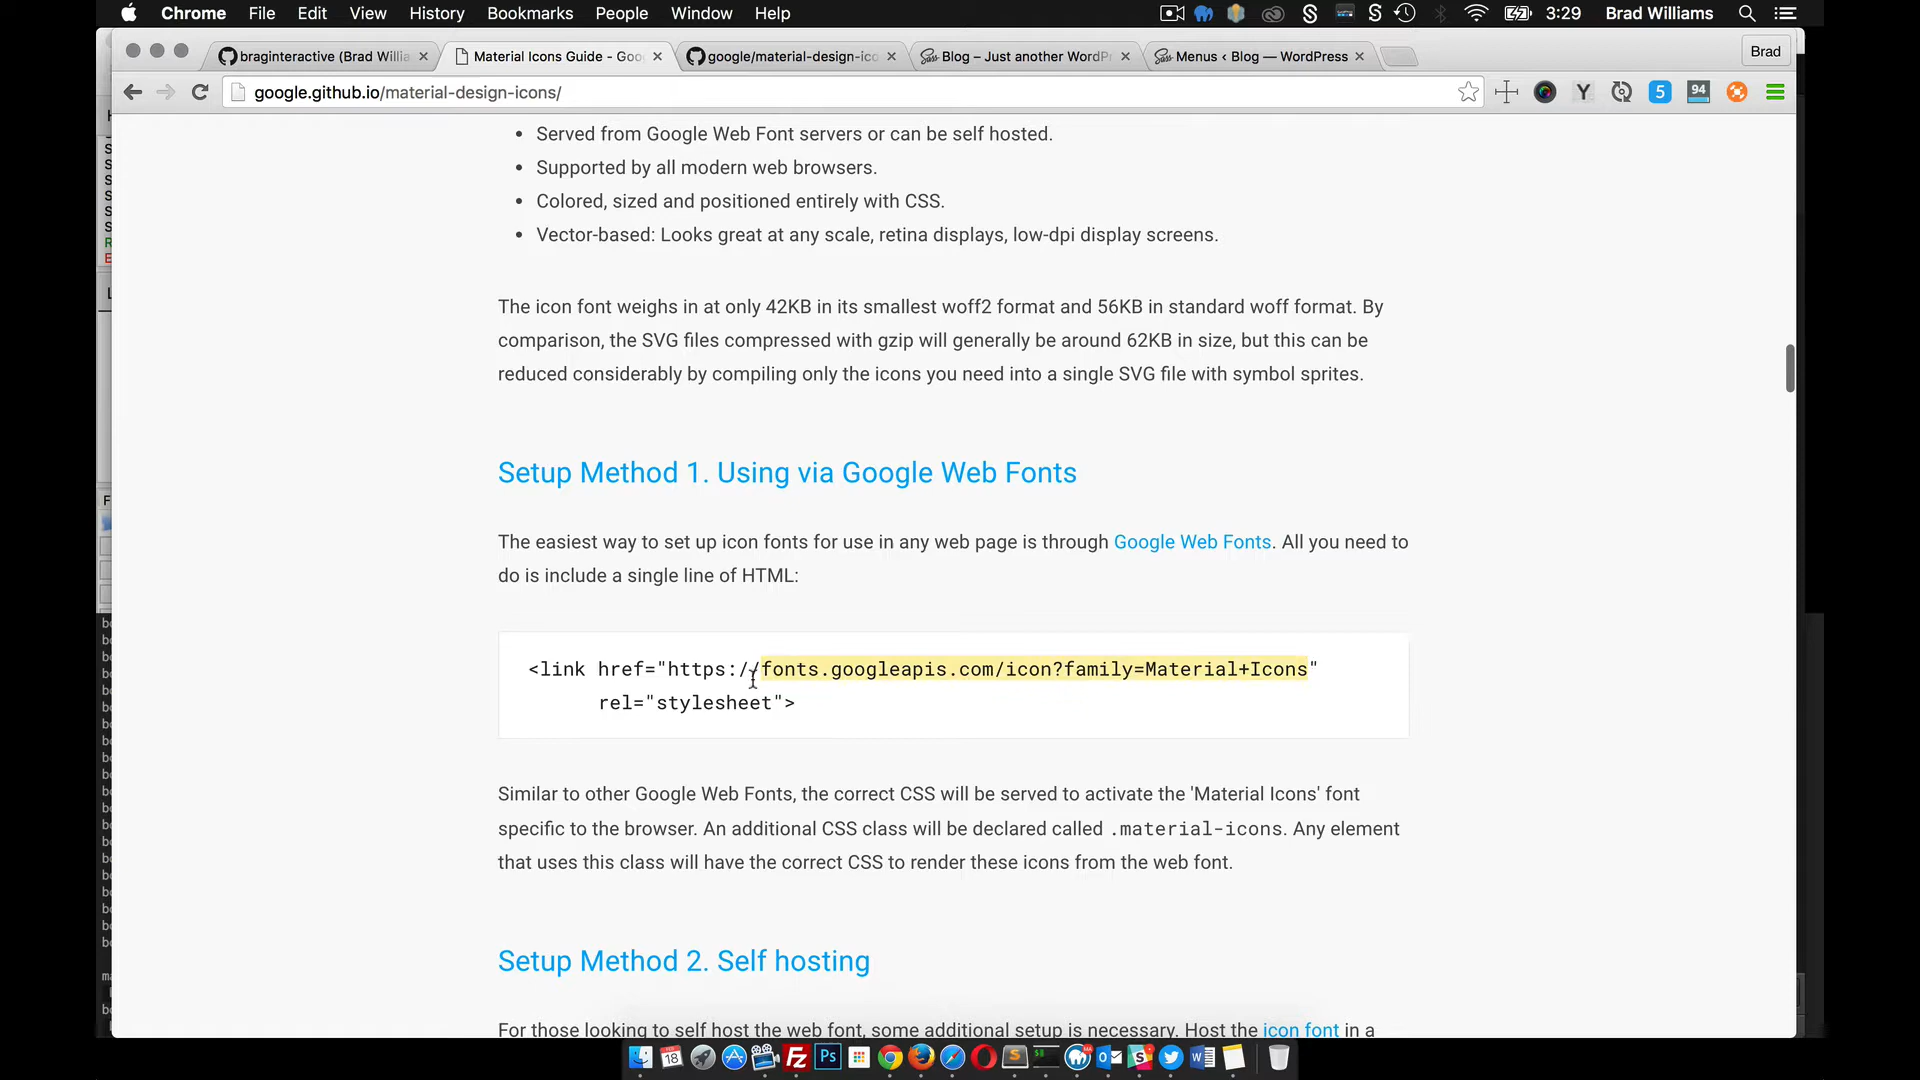 Chrome File Edit View History Bookmarks People Window Help 3:29 Brad Williams
braginteractive (Brad Willia Material Icons Guide - Goo google/material-design-ico Blog – Just another WordPr Menus ‹ Blog — WordPress Brad
google.github.io/material-design-icons/ Y 5 94
Served from Google Web Font servers or can be self hosted.
Supported by all modern web browsers.
Colored, sized and positioned entirely with CSS.
Vector-based: Looks great at any scale, retina displays, low-dpi display screens.
The icon font weighs in at only 42KB in its smallest woff2 format and 56KB in standard woff format. By
comparison, the SVG files compressed with gzip will generally be around 62KB in size, but this can be
reduced considerably by compiling only the icons you need into a single SVG file with symbol sprites.
Setup Method 1. Using via Google Web Fonts
The easiest way to set up icon fonts for use in any web page is through Google Web Fonts. All you need to
do is include a single line of HTML:
<link href="https://fonts.googleapis.com/icon?family=Material+Icons"
rel="stylesheet">
Similar to other Google Web Fonts, the correct CSS will be served to activate the 'Material Icons' font
specific to the browser. An additional CSS class will be declared called .material-icons. Any element
that uses this class will have the correct CSS to render these icons from the web font.
Setup Method 2. Self hosting
For those looking to self host the web font, some additional setup is necessary. Host the icon font in a
18 Ps